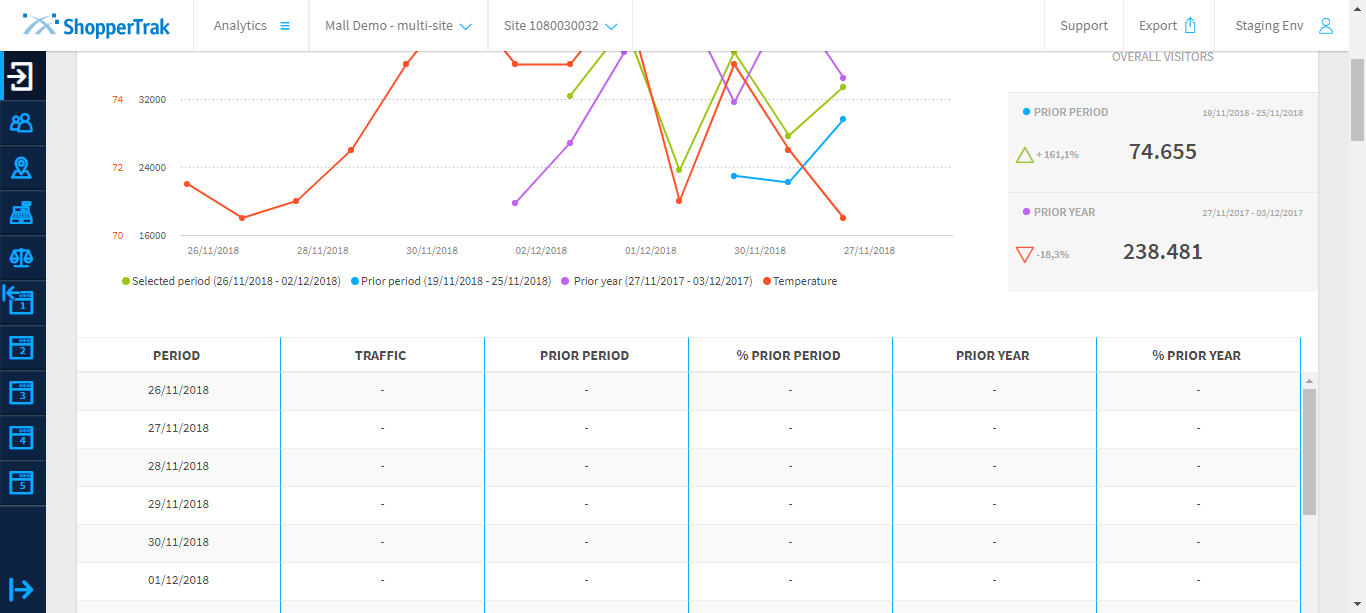 ShopperTrak
Analytics
Mall Demo - multi-site
Site 1080030032
Support
Export
Staging Env
OVERALL VISITORS
74 32000
72 24000
70 16000
26/11/2018 28/11/2018 30/11/2018 02/12/2018 01/12/2018 30/11/2018 27/11/2018
Selected period (26/11/2018 - 02/12/2018) Prior period (19/11/2018 - 25/11/2018) Prior year (27/11/2017 - 03/12/2017) Temperature
PRIOR PERIOD 19/11/2018 - 25/11/2018
+ 161,1% 74.655
PRIOR YEAR 27/11/2017 - 03/12/2017
-18,3% 238.481
1
2
3
4
5
PERIOD TRAFFIC PRIOR PERIOD % PRIOR PERIOD PRIOR YEAR % PRIOR YEAR
26/11/2018 - - - - -
27/11/2018 - - - - -
28/11/2018 - - - - -
29/11/2018 - - - - -
30/11/2018 - - - - -
01/12/2018 - - - - -